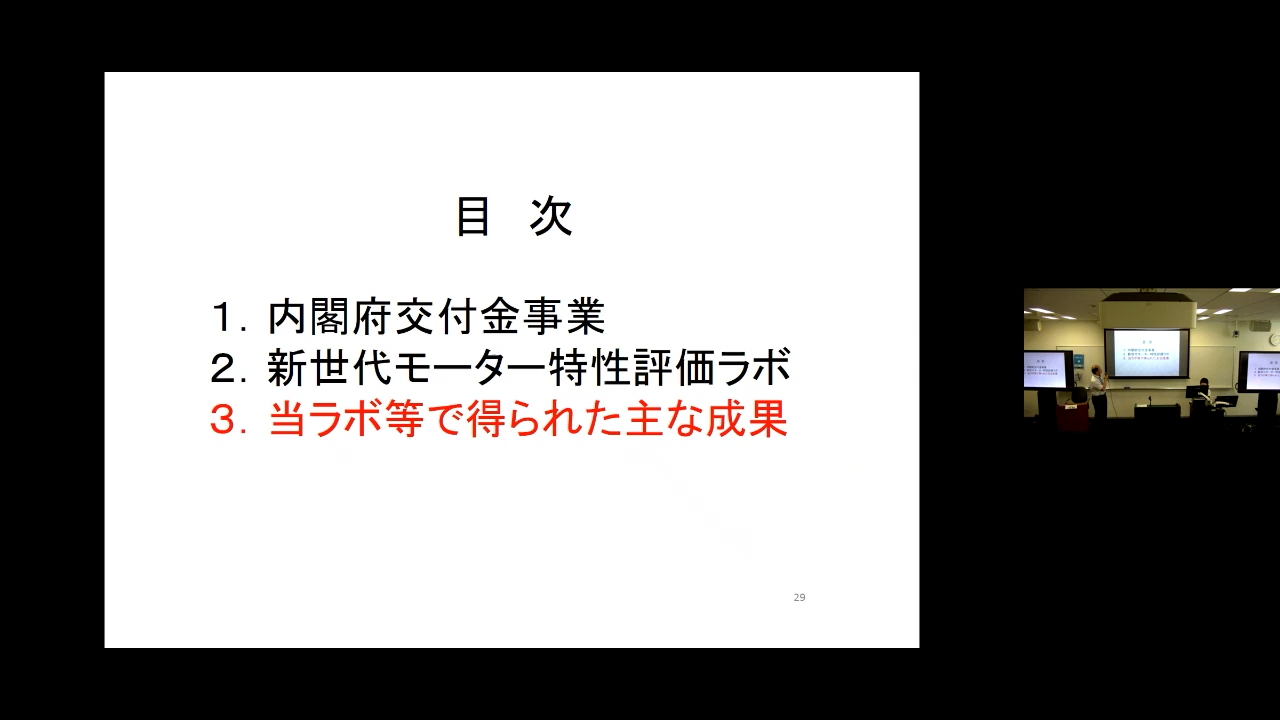 目　次
１．内閣府交付金事業
２．新世代モーター特性評価ラボ
３．当ラボ等で得られた主な成果
29